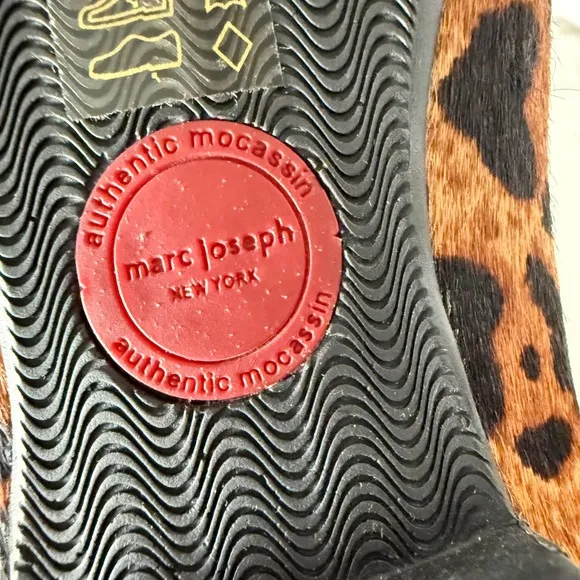 authentic mocassin
marc joseph
NEW YORK
authentic mocassin